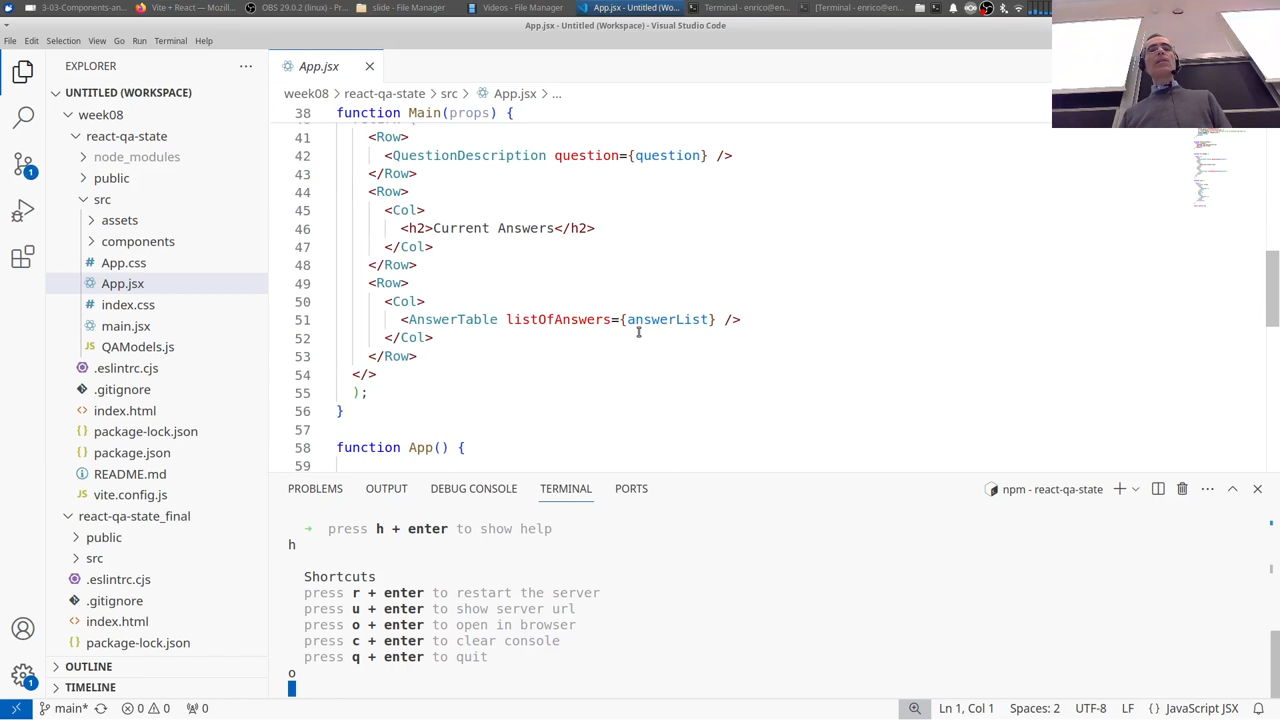 3-03-Components-an...
Vite + React — Mozill...
OBS 29.0.2 (linux) - Pr...
slide - File Manager
Videos - File Manager
App.jsx - Untitled (Wo...
Terminal - enrico@en...
[Terminal - enrico@en...
App.jsx - Untitled (Workspace) - Visual Studio Code
File Edit Selection View Go Run Terminal Help
EXPLORER
UNTITLED (WORKSPACE)
week08
react-qa-state
node_modules
public
src
assets
components
App.css
App.jsx
index.css
main.jsx
QAModels.js
.eslintrc.cjs
.gitignore
index.html
package-lock.json
package.json
README.md
vite.config.js
react-qa-state_final
public
src
.eslintrc.cjs
.gitignore
index.html
package-lock.json
OUTLINE
TIMELINE
App.jsx
week08 > react-qa-state > src > App.jsx > ...
38 function Main(props) {
41 <Row>
42 <QuestionDescription question={question} />
43 </Row>
44 <Row>
45 <Col>
46 <h2>Current Answers</h2>
47 </Col>
48 </Row>
49 <Row>
50 <Col>
51 <AnswerTable listOfAnswers={answerList} />
52 </Col>
53 </Row>
54 </>
55 );
56 }
57
58 function App() {
59
PROBLEMS OUTPUT DEBUG CONSOLE TERMINAL PORTS
npm - react-qa-state
➜ press h + enter to show help
h
Shortcuts
press r + enter to restart the server
press u + enter to show server url
press o + enter to open in browser
press c + enter to clear console
press q + enter to quit
o
1
1
main* 0 0 0
Ln 1, Col 1 Spaces: 2 UTF-8 LF { } JavaScript JSX